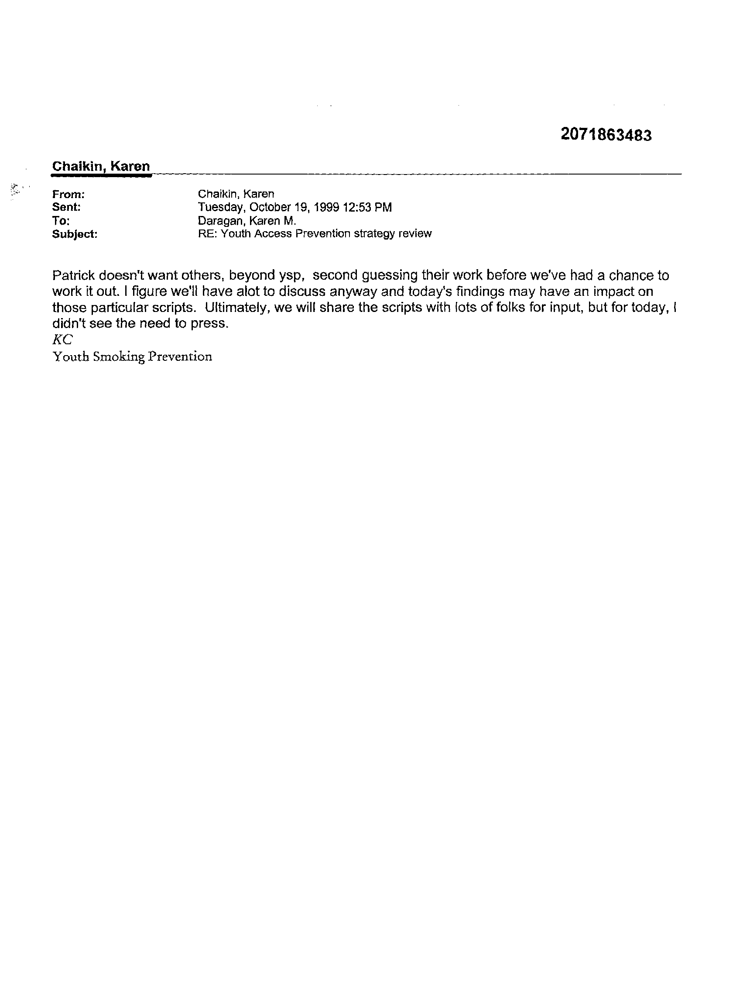 2071863483
Chaikin, Karen
From: Chaikin, Karen
Sent: Tuesday, October 19, 1999 12:53 PM
To: Daragan, Karen M.
Subject: RE: Youth Access Prevention strategy review
Patrick doesn't want others, beyond ysp, second guessing their work before we've had a chance to
work it out. I figure we'll have alot to discuss anyway and today's findings may have an impact on
those particular scripts. Ultimately, we will share the scripts with lots of folks for input, but for today, I
didn't see the need to press.
KC
Youth Smoking Prevention